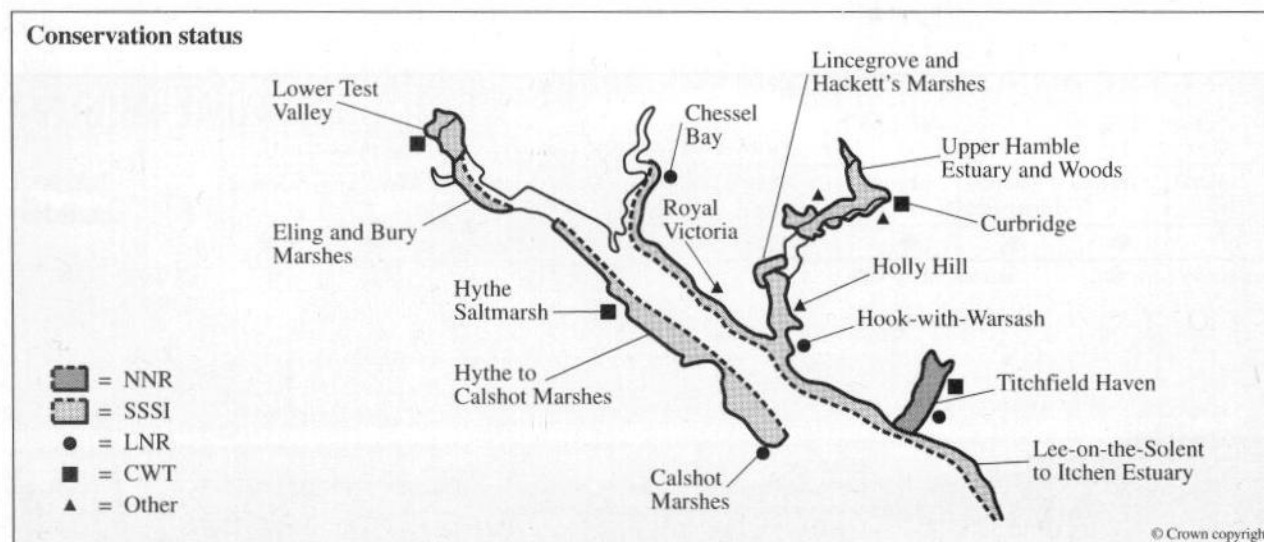 Conservation status
Lower Test
Valley
Chessel
Bay
Lincegrove and
Hackett's Marshes
Upper Hamble
Estuary and Woods
Curbridge
Royal
Victoria
Eling and Bury
Marshes
Holly Hill
Hythe
Saltmarsh
Hook-with-Warsash
Hythe to
Calshot Marshes
Titchfield Haven
Calshot
Marshes
Lee-on-the-Solent
to Itchen Estuary
= NNR
= SSSI
= LNR
= CWT
= Other
© Crown copyright